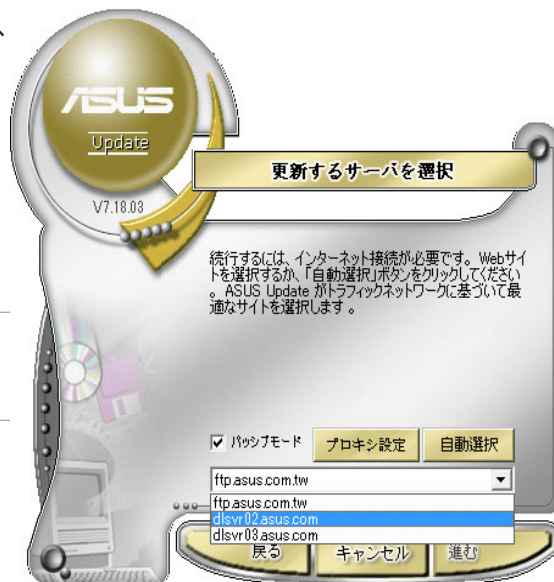 ASUS
Update
V7.18.03
更新するサーバを選択
続行するには、インターネット接続が必要です。Webサイ
トを選択するか、「自動選択」ボタンをクリックしてください
。ASUS Update がトラフィックネットワークに基づいて最
適なサイトを選択します。
パッシブモード
プロキシ設定
自動選択
ftp.asus.com.tw
ftp.asus.com.tw
dlsvr02.asus.com
dlsvr03.asus.com
戻る
キャンセル
進む